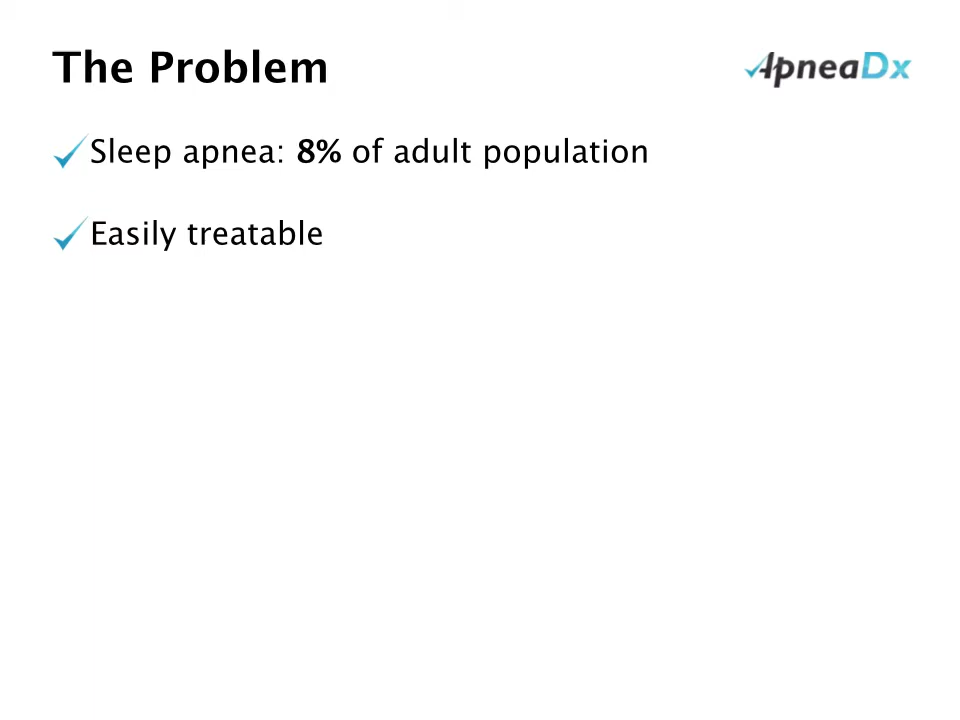 The Problem
ApneaDx
Sleep apnea: 8% of adult population
Easily treatable